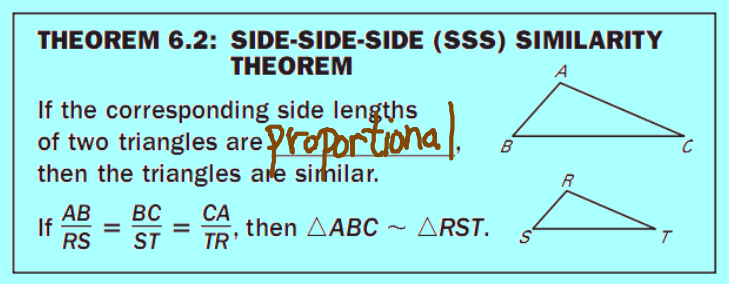 THEOREM 6.2: SIDE-SIDE-SIDE (SSS) SIMILARITY
THEOREM
If the corresponding side lengths
of two triangles are proportional,
then the triangles are similar.
If AB/RS = BC/ST = CA/TR, then △ABC ~ △RST.
A
B
C
R
S
T